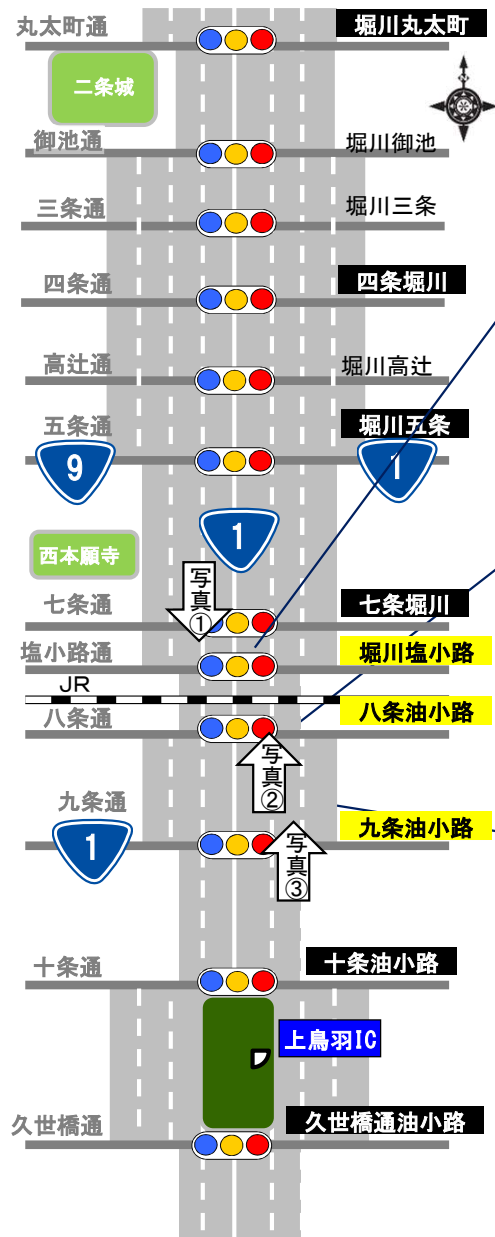 丸太町通
堀川丸太町
二条城
御池通
堀川御池
三条通
堀川三条
四条通
四条堀川
高辻通
堀川高辻
五条通
堀川五条
9
1
1
西本願寺
写真①
七条通
七条堀川
塩小路通
堀川塩小路
JR
八条通
八条油小路
写真②
九条通
九条油小路
1
写真③
十条通
十条油小路
上鳥羽IC
久世橋通
久世橋通油小路